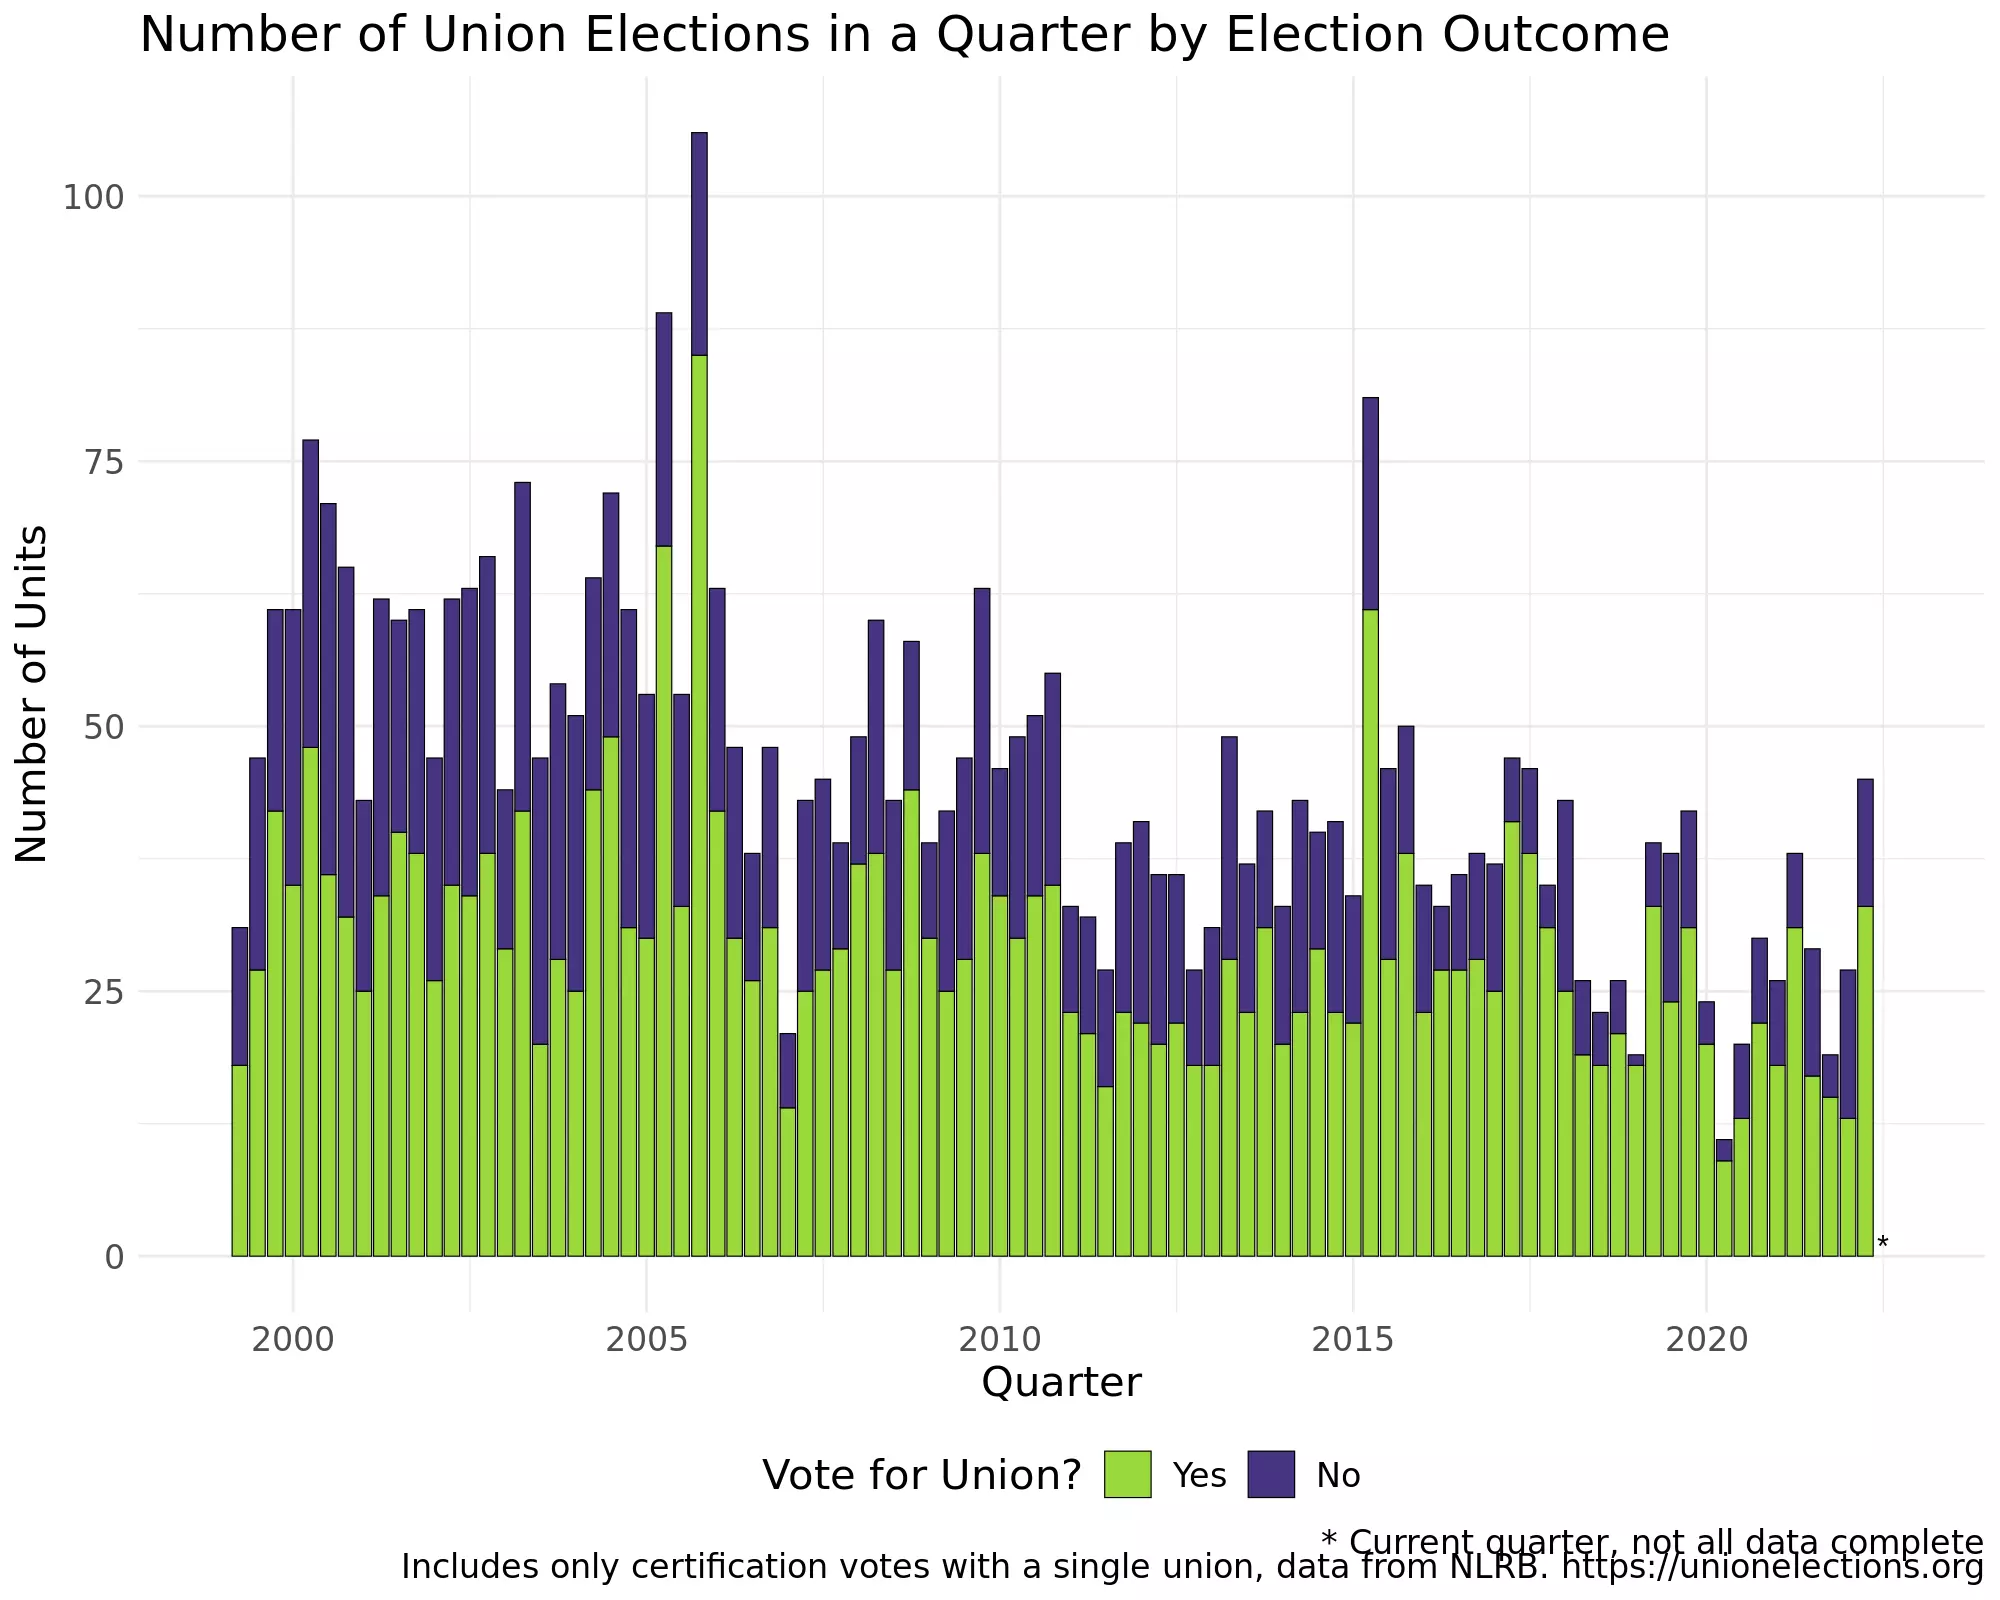 Number of Union Elections in a Quarter by Election Outcome
Number of Units
100
75
50
25
0
*
2000 2005 2010 2015 2020
Quarter
Vote for Union? Yes No
* Current quarter, not all data complete
Includes only certification votes with a single union, data from NLRB. https://unionelections.org